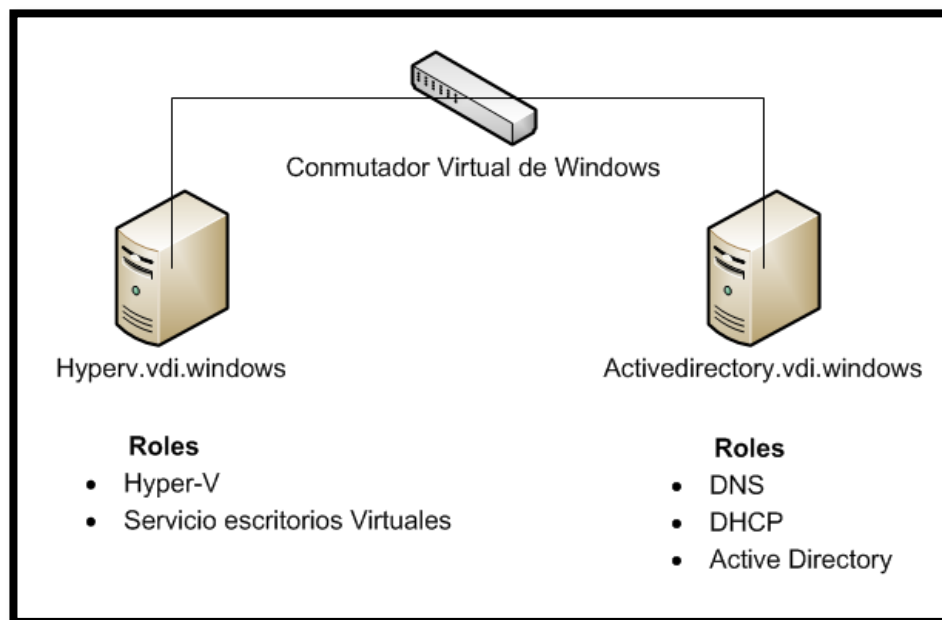 Conmutador Virtual de Windows
Hyperv.vdi.windows
Activedirectory.vdi.windows
Roles
• Hyper-V
• Servicio escritorios Virtuales
Roles
• DNS
• DHCP
• Active Directory